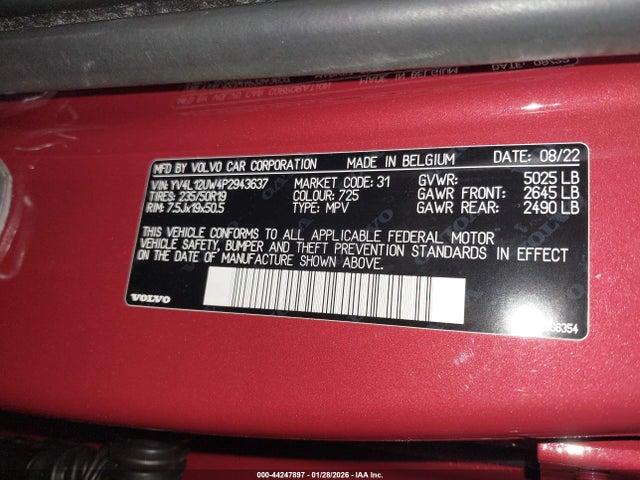 MFD BY VOLVO CAR CORPORATION MADE IN BELGIUM DATE: 08/22
VIN: YV4L12UW4P2943637 MARKET CODE: 31 GVWR: 5025 LB
TIRES: 235/50R19 COLOUR: 725 GAWR FRONT: 2645 LB
RIM: 7.5Jx19x50.5 TYPE: MPV GAWR REAR: 2490 LB
THIS VEHICLE CONFORMS TO ALL APPLICABLE FEDERAL MOTOR
VEHICLE SAFETY, BUMPER AND THEFT PREVENTION STANDARDS IN EFFECT
ON THE DATE OF MANUFACTURE SHOWN ABOVE.
VOLVO
000-44247897 | 01/28/2026 | IAA Inc.